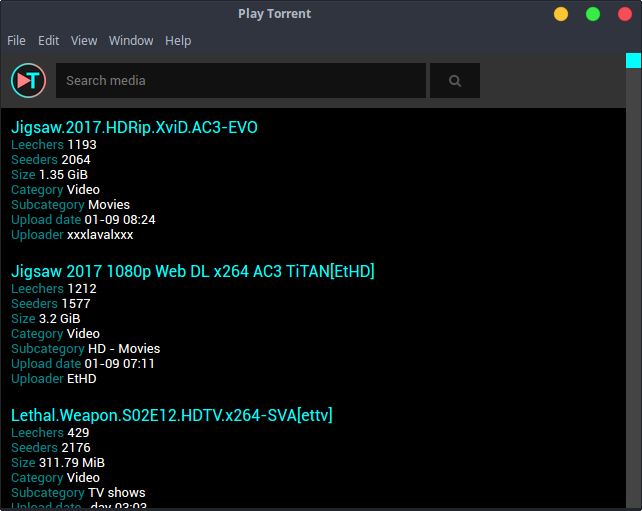 Play Torrent
File Edit View Window Help
T
Search media
Jigsaw.2017.HDRip.XviD.AC3-EVO
Leechers 1193
Seeders 2064
Size 1.35 GiB
Category Video
Subcategory Movies
Upload date 01-09 08:24
Uploader xxxlavalxxx
Jigsaw 2017 1080p Web DL x264 AC3 TiTAN[EtHD]
Leechers 1212
Seeders 1577
Size 3.2 GiB
Category Video
Subcategory HD - Movies
Upload date 01-09 07:11
Uploader EtHD
Lethal.Weapon.S02E12.HDTV.x264-SVA[ettv]
Leechers 429
Seeders 2176
Size 311.79 MiB
Category Video
Subcategory TV shows
Upload date -day 03:03